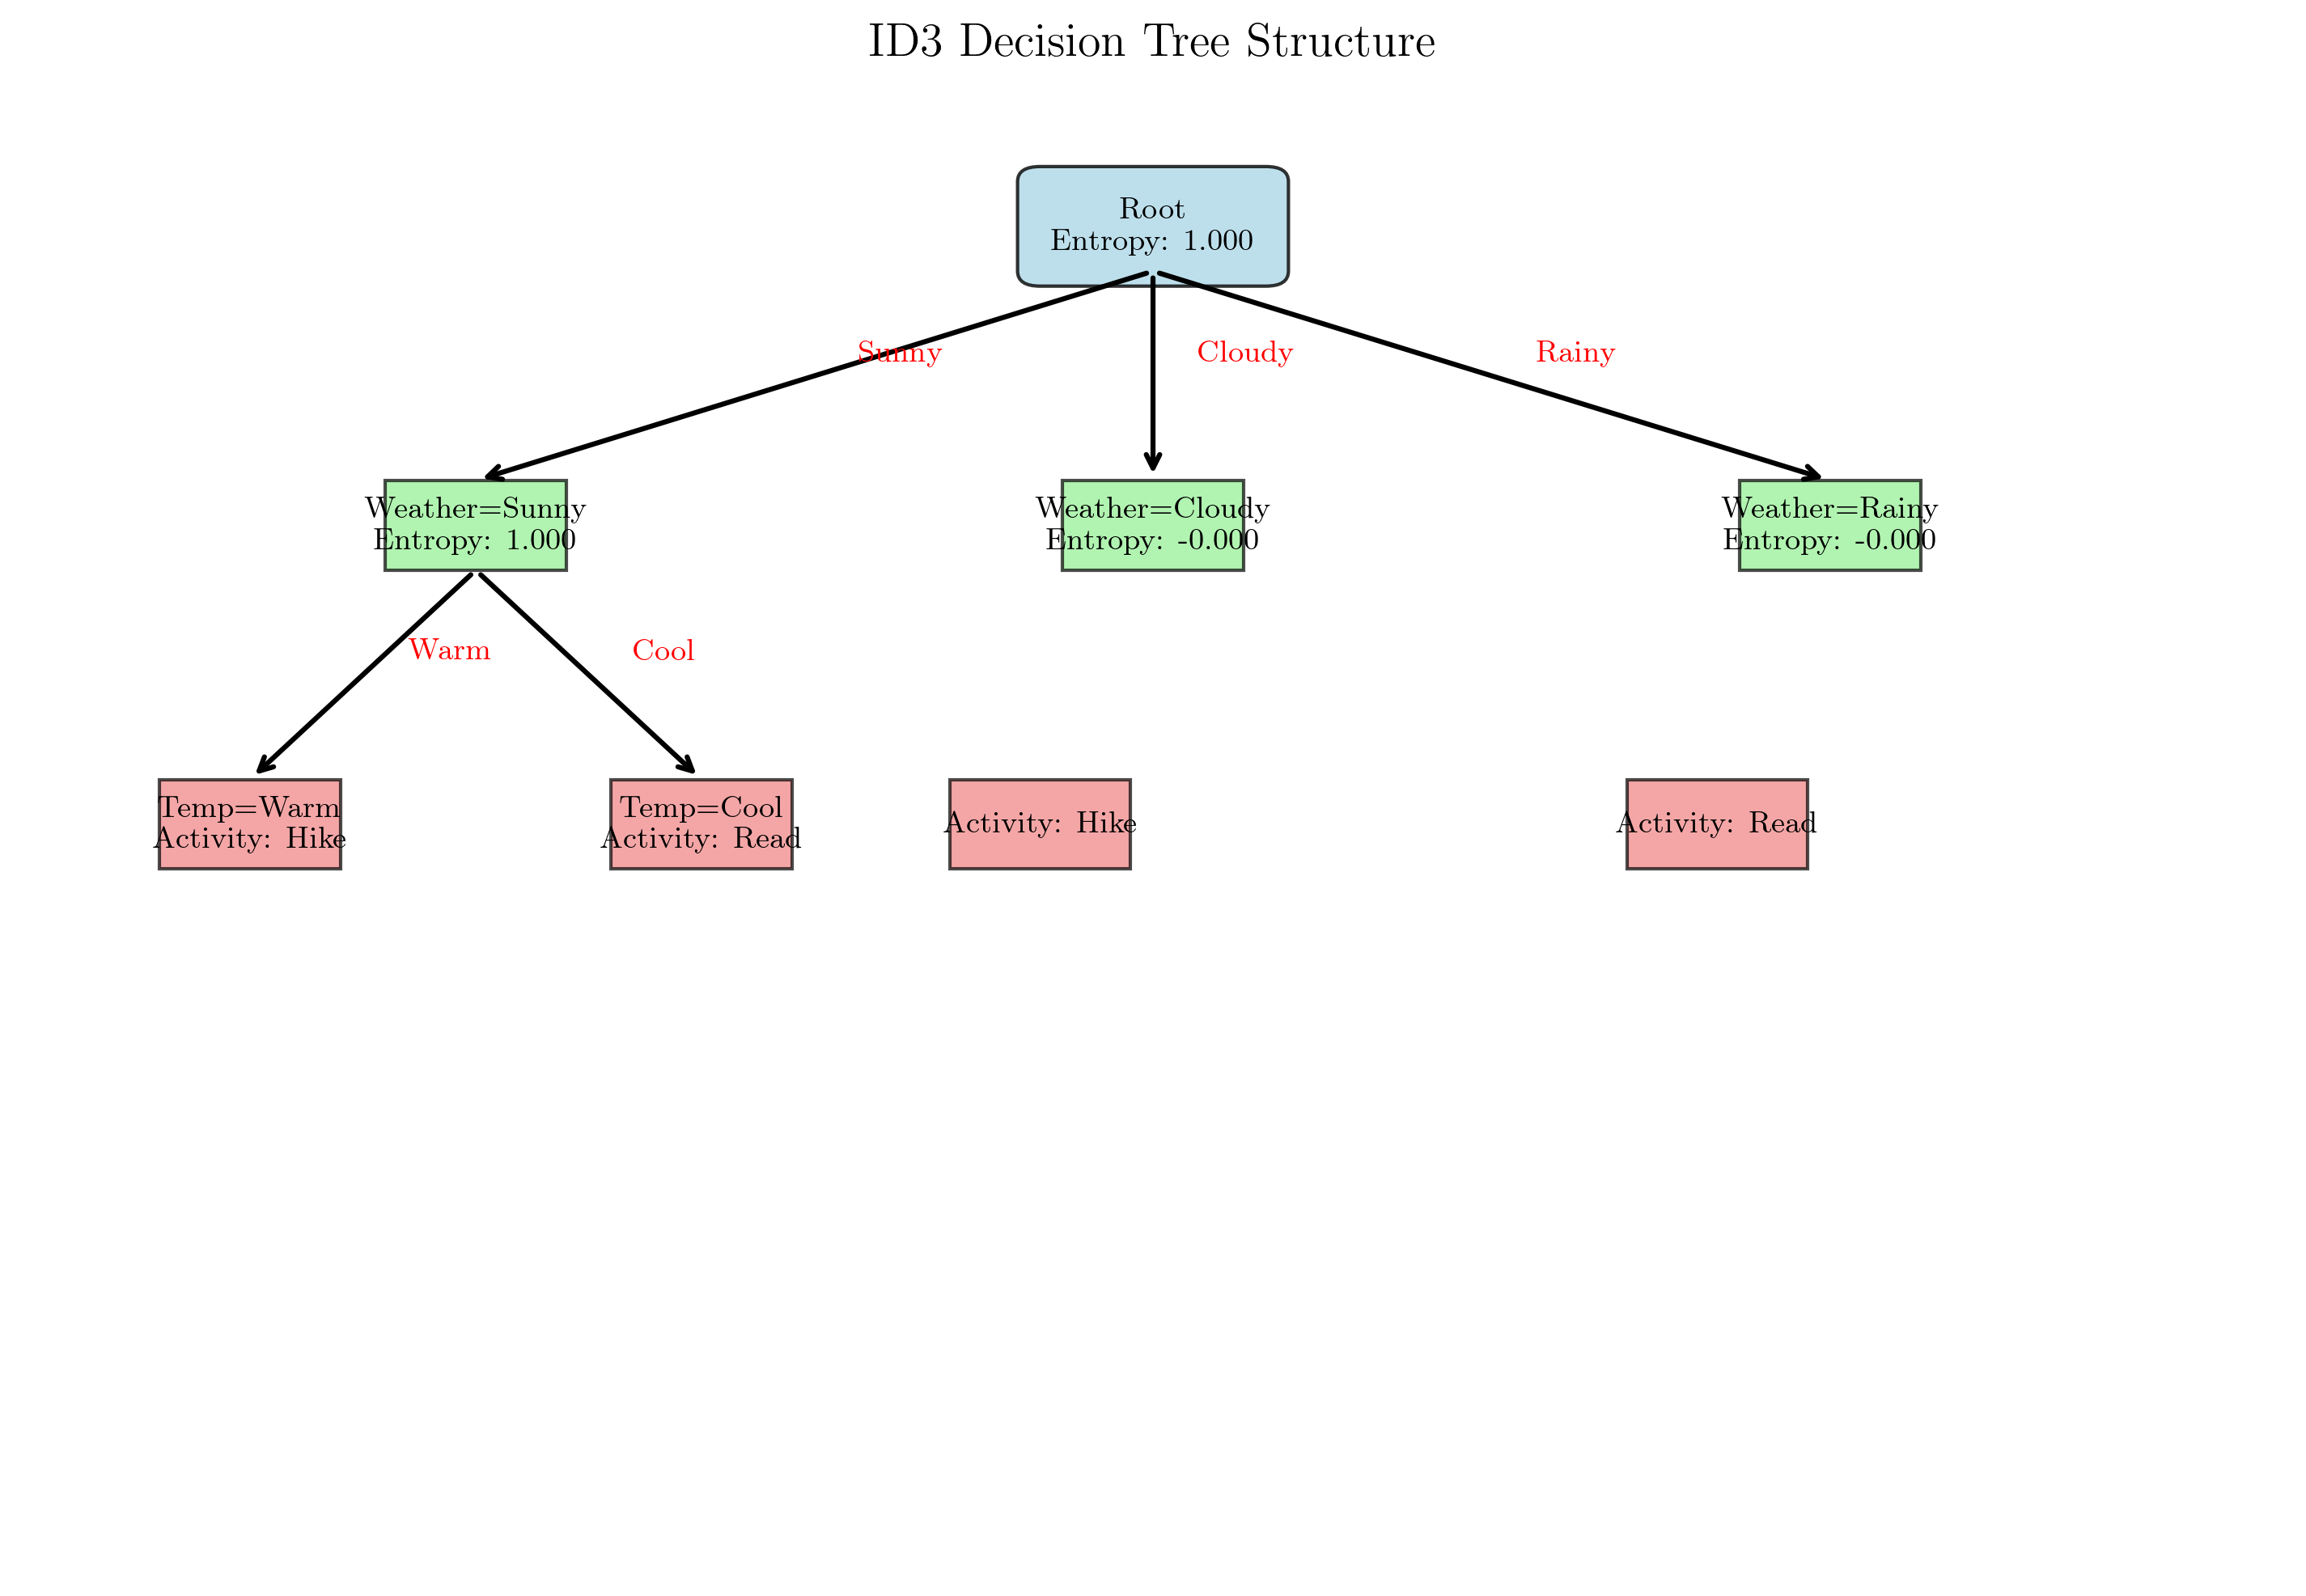 ID3 Decision Tree Structure
Root
Entropy: 1.000
Sunny
Cloudy
Rainy
Weather=Sunny
Entropy: 1.000
Weather=Cloudy
Entropy: -0.000
Weather=Rainy
Entropy: -0.000
Warm
Cool
Temp=Warm
Activity: Hike
Temp=Cool
Activity: Read
Activity: Hike
Activity: Read